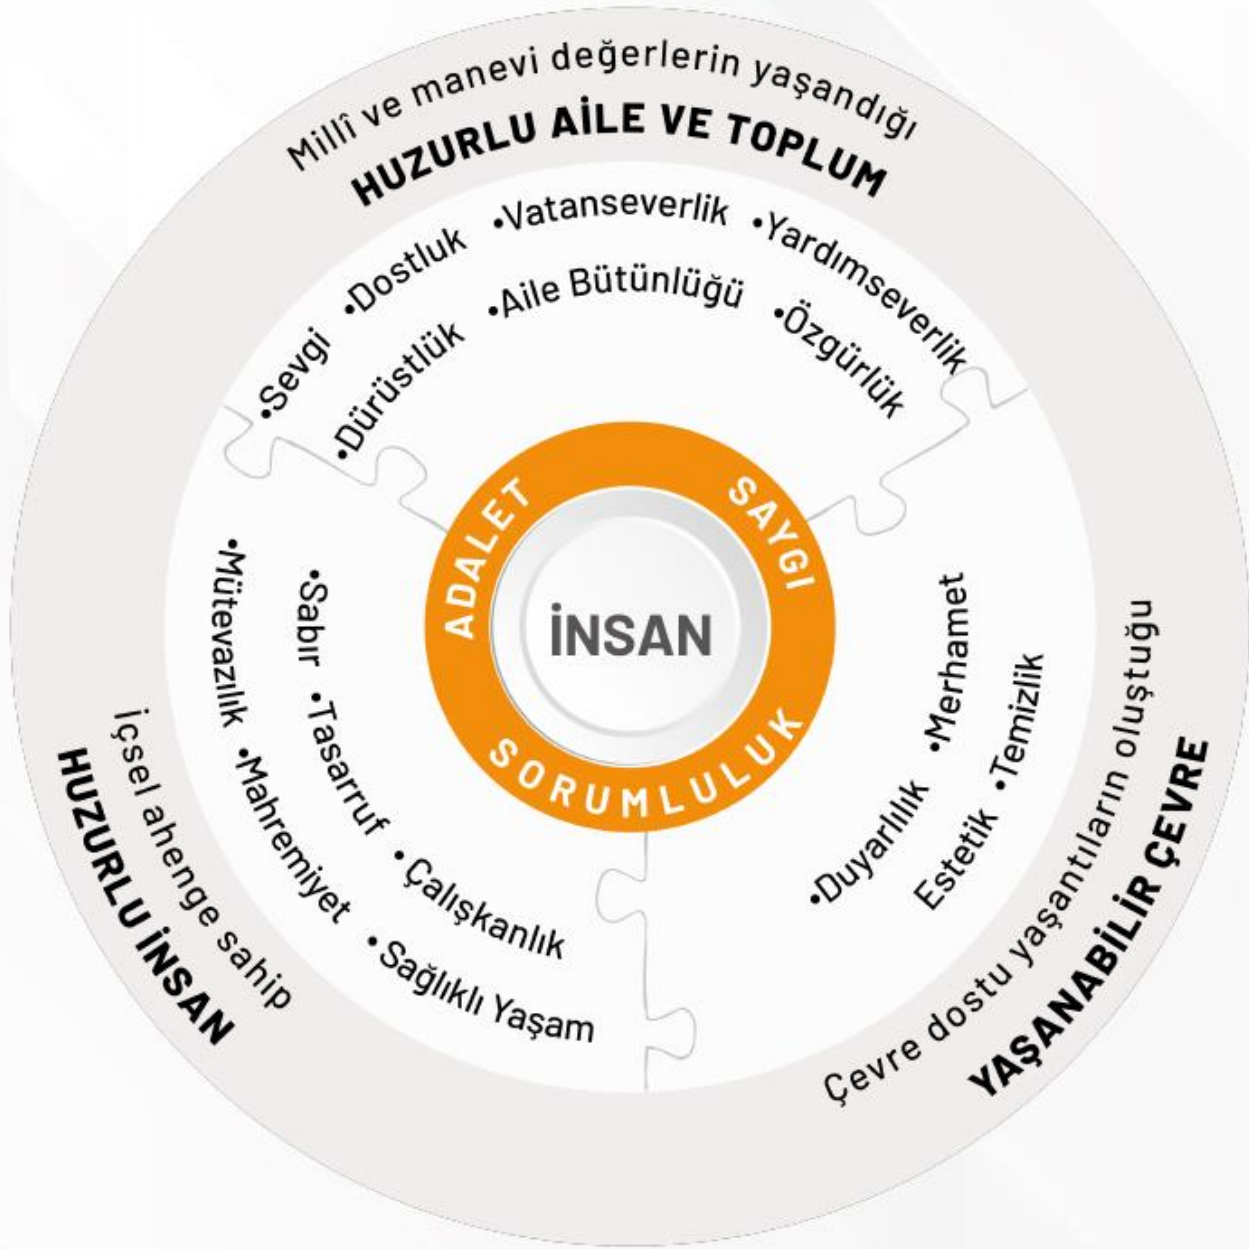 Millî ve manevi değerlerin yaşandığı
HUZURLU AİLE VE TOPLUM
•Sevgi •Dostluk •Vatanseverlik •Yardımseverlik
•Dürüstlük •Aile Bütünlüğü •Özgürlük
ADALET
SAYGI
SORUMLULUK
İNSAN
•Merhamet
•Duyarlılık
•Temizlik
Estetik
Çevre dostu yaşantıların oluştuğu
YAŞANABİLİR ÇEVRE
•Sabır •Tasarruf •Çalışkanlık
•Mütevazılık •Mahremiyet •Sağlıklı Yaşam
İçsel ahenge sahip
HUZURLU İNSAN